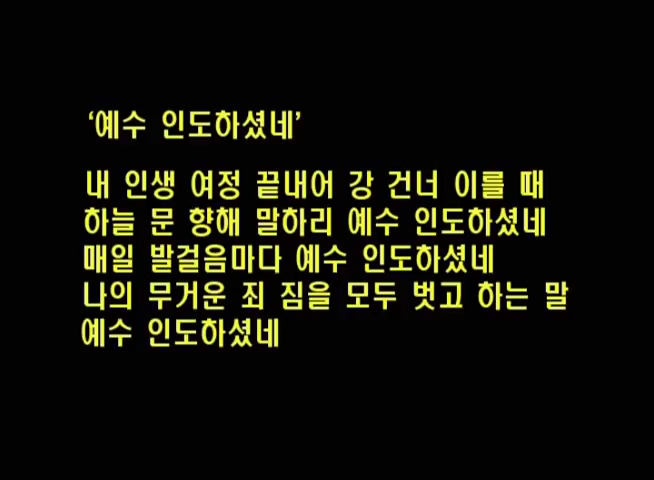 ‘예수 인도하셨네’
내 인생 여정 끝내어 강 건너 이를 때
하늘 문 향해 말하리 예수 인도하셨네
매일 발걸음마다 예수 인도하셨네
나의 무거운 죄 짐을 모두 벗고 하는 말
예수 인도하셨네